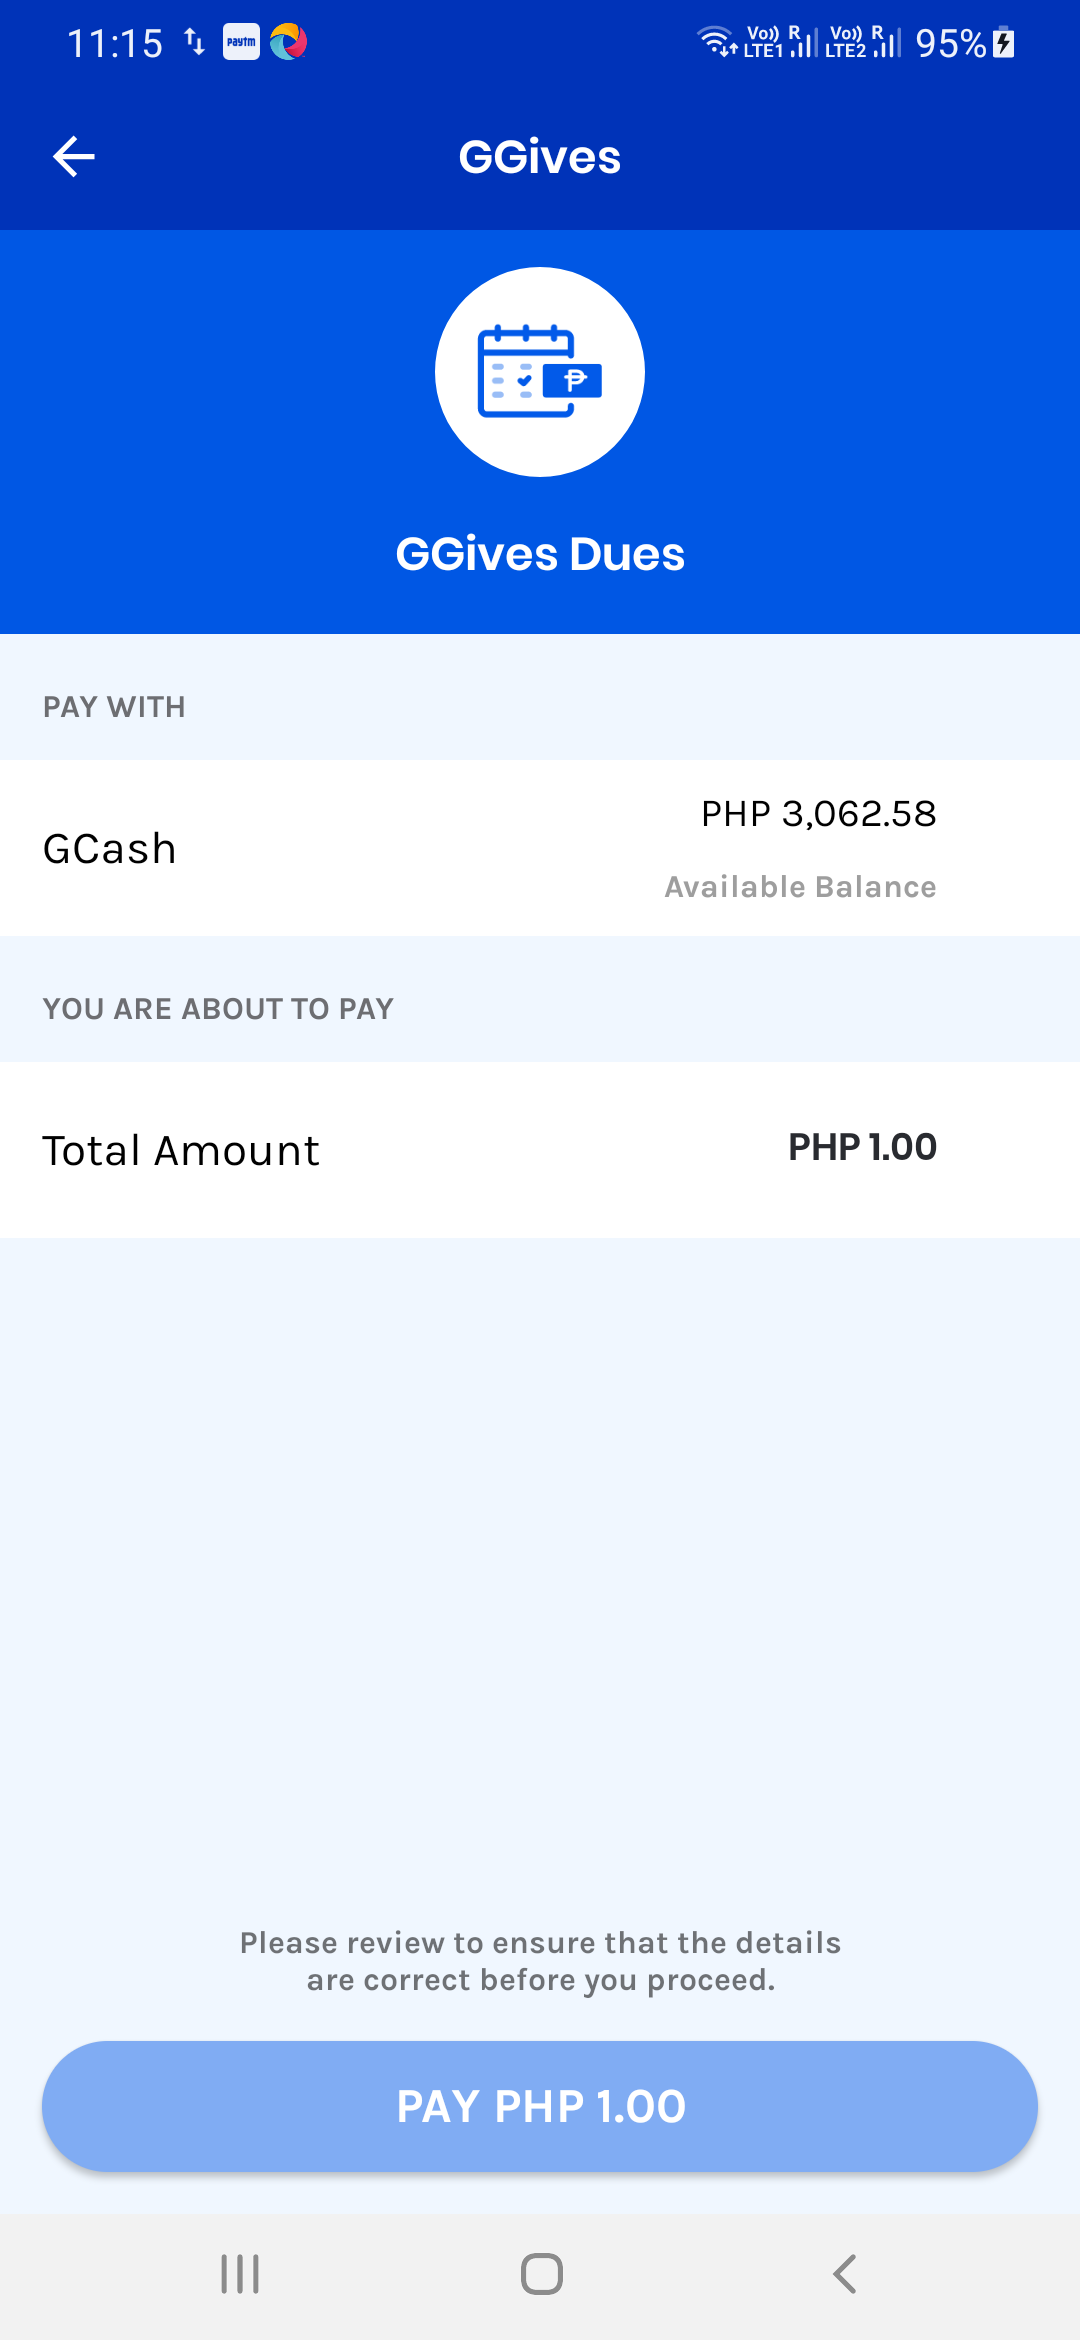 11:15 paytm Vo)) LTE1 R Vo)) LTE2 R 95%
GGives
₱
GGives Dues
PAY WITH
GCash PHP 3,062.58
Available Balance
YOU ARE ABOUT TO PAY
Total Amount PHP 1.00
Please review to ensure that the details
are correct before you proceed.
PAY PHP 1.00